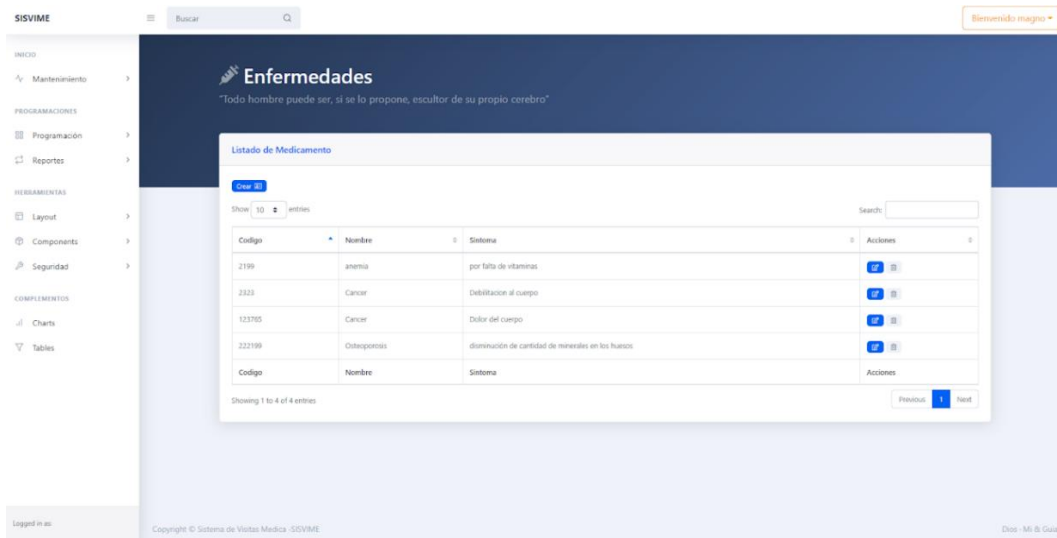 SISVIME
Buscar
Bienvenido magno
INICIO
Mantenimiento
PROGRAMACIONES
Programación
Reportes
HERRAMIENTAS
Layout
Components
Seguridad
COMPLEMENTOS
Charts
Tables
Logged in as:
Enfermedades
"Todo hombre puede ser, si se lo propone, escultor de su propio cerebro"
Listado de Medicamento
Crear
Show 10 entries
Search:
Codigo Nombre Sintoma Acciones
2199 anemia por falta de vitaminas
2323 Cancer Debilitacion al cuerpo
123765 Cancer Dolor del cuerpo
222199 Osteoporosis disminución de cantidad de minerales en los huesos
Codigo Nombre Sintoma Acciones
Showing 1 to 4 of 4 entries
Previous 1 Next
Copyright © Sistema de Visitas Medica -SISVIME
Dios - Mi & Guia